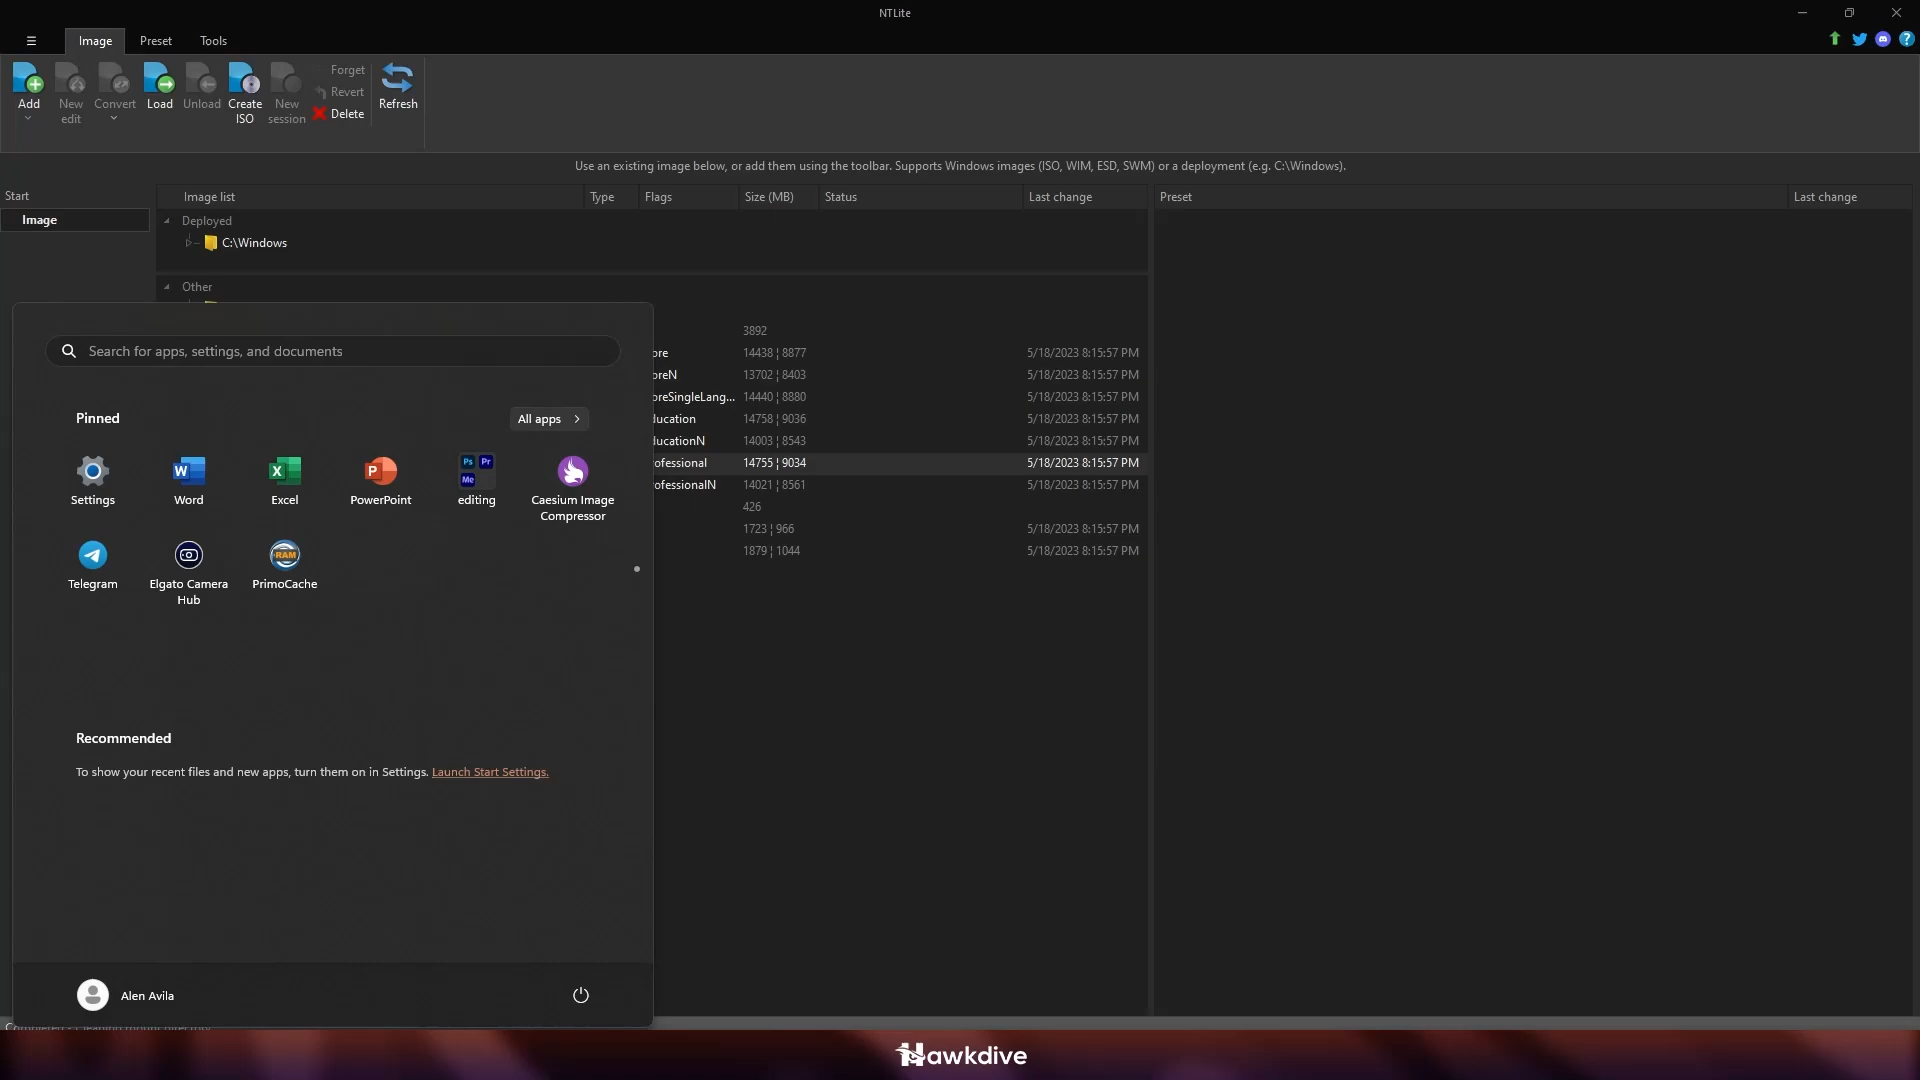 NTLite
Image
Preset
Tools
Add
New edit
Convert
Load
Unload
Create ISO
New session
Forget
Revert
Delete
Refresh
Use an existing image below, or add them using the toolbar. Supports Windows images (ISO, WIM, ESD, SWM) or a deployment (e.g. C:\Windows).
Start
Image
Image list
Type
Flags
Size (MB)
Status
Last change
Preset
Last change
Deployed
C:\Windows
Other
3892
ore 14438 ¦ 8877 5/18/2023 8:15:57 PM
oreN 13702 ¦ 8403 5/18/2023 8:15:57 PM
oreSingleLang... 14440 ¦ 8880 5/18/2023 8:15:57 PM
ducation 14758 ¦ 9036 5/18/2023 8:15:57 PM
ducationN 14003 ¦ 8543 5/18/2023 8:15:57 PM
ofessional 14755 ¦ 9034 5/18/2023 8:15:57 PM
ofessionalN 14021 ¦ 8561 5/18/2023 8:15:57 PM
426
1723 ¦ 966 5/18/2023 8:15:57 PM
1879 ¦ 1044 5/18/2023 8:15:57 PM
Search for apps, settings, and documents
Pinned
All apps
Settings
W
Word
X
Excel
P
PowerPoint
Ps Pr
Me
editing
Caesium Image
Compressor
Telegram
Elgato Camera
Hub
RAM
PrimoCache
Recommended
To show your recent files and new apps, turn them on in Settings. Launch Start Settings.
Alen Avila
Hawkdive